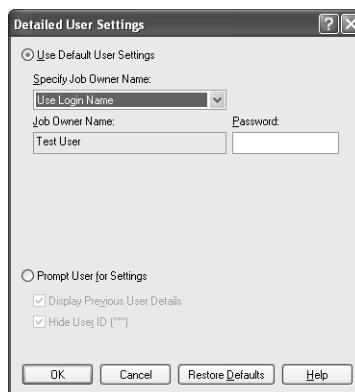 Detailed User Settings
Use Default User Settings
Specify Job Owner Name:
Use Login Name
Job Owner Name: Password:
Test User
Prompt User for Settings
Display Previous User Details
Hide User ID (***)
OK Cancel Restore Defaults Help